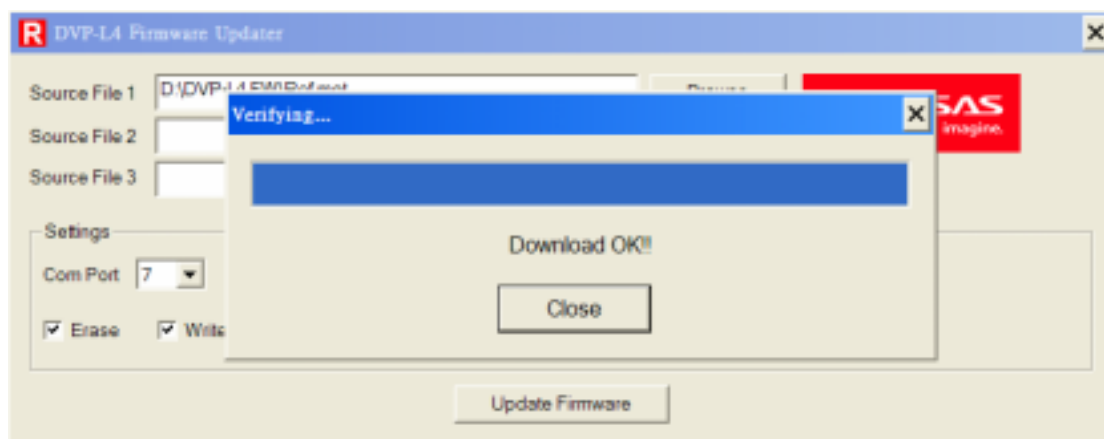 R DVP-L4 Firmware Updater
Source File 1
Source File 2
Source File 3
Verifying...
imagine.
Download OK!!
Close
Settings
Com Port 7
Erase
Write
Update Firmware